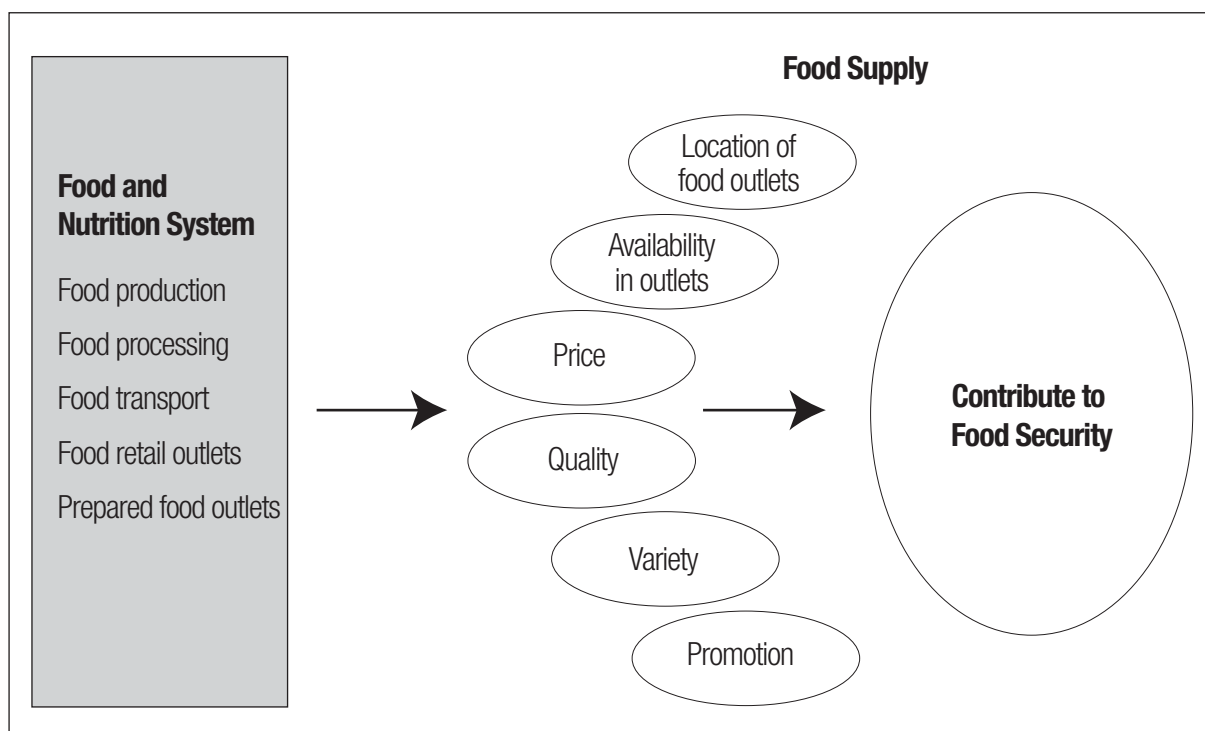 Food and
Nutrition System
Food production
Food processing
Food transport
Food retail outlets
Prepared food outlets
Food Supply
Location of
food outlets
Availability
in outlets
Price
Quality
Variety
Promotion
Contribute to
Food Security